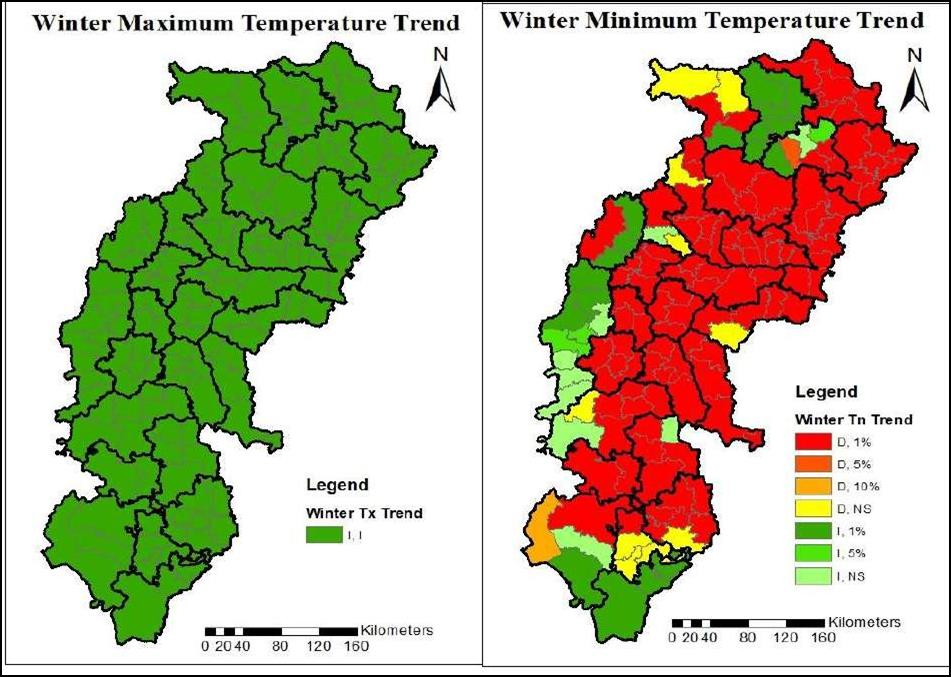 Winter Maximum Temperature Trend
N
Legend
Winter Tx Trend
I, I
Kilometers
0 20 40 80 120 160
Winter Minimum Temperature Trend
N
Legend
Winter Tn Trend
D, 1%
D, 5%
D, 10%
D, NS
I, 1%
I, 5%
I, NS
Kilometers
0 20 40 80 120 160